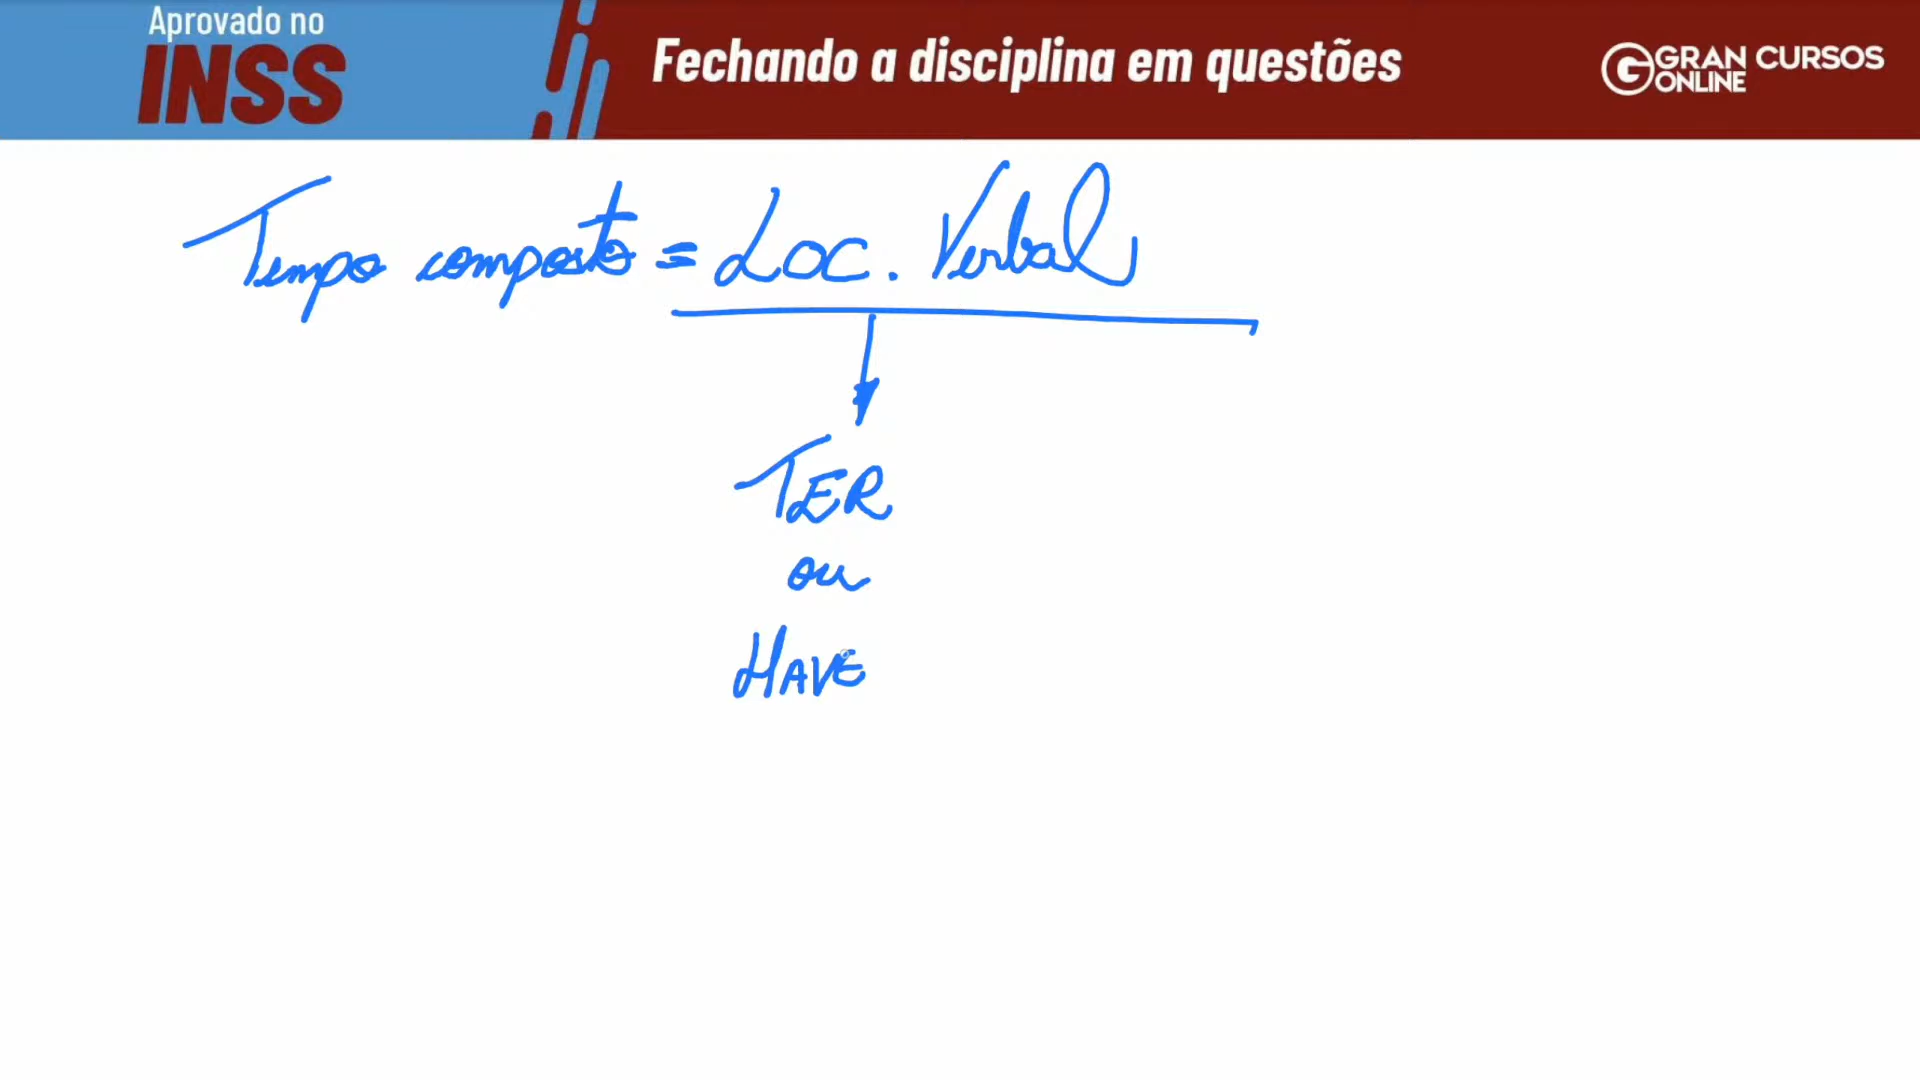 Aprovado no
INSS
Fechando a disciplina em questões
GRAN CURSOS
ONLINE
Tempo composto = Loc. Verbal
TER
ou
HAVE